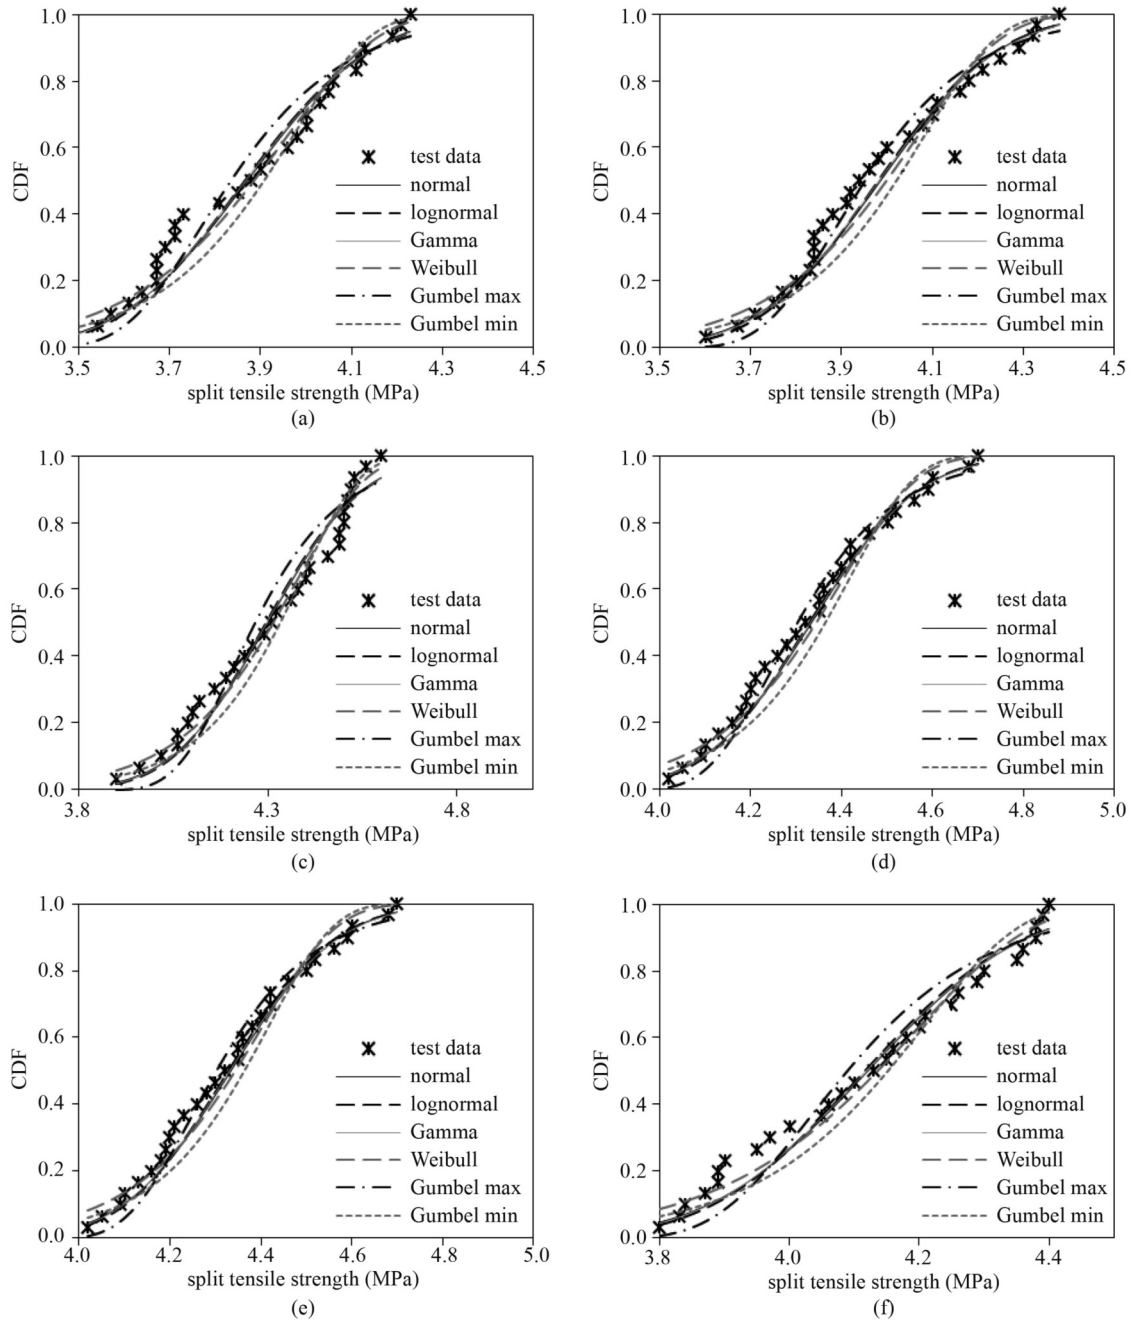 1.0
0.8
0.6
0.4
0.2
0.0
CDF
test data
normal
lognormal
Gamma
Weibull
Gumbel max
Gumbel min
3.5 3.7 3.9 4.1 4.3 4.5
split tensile strength (MPa)
(a)
1.0
0.8
0.6
0.4
0.2
0.0
CDF
test data
normal
lognormal
Gamma
Weibull
Gumbel max
Gumbel min
3.5 3.7 3.9 4.1 4.3 4.5
split tensile strength (MPa)
(b)
1.0
0.8
0.6
0.4
0.2
0.0
CDF
test data
normal
lognormal
Gamma
Weibull
Gumbel max
Gumbel min
3.8 4.3 4.8
split tensile strength (MPa)
(c)
1.0
0.8
0.6
0.4
0.2
0.0
CDF
test data
normal
lognormal
Gamma
Weibull
Gumbel max
Gumbel min
4.0 4.2 4.4 4.6 4.8 5.0
split tensile strength (MPa)
(d)
1.0
0.8
0.6
0.4
0.2
0.0
CDF
test data
normal
lognormal
Gamma
Weibull
Gumbel max
Gumbel min
4.0 4.2 4.4 4.6 4.8 5.0
split tensile strength (MPa)
(e)
1.0
0.8
0.6
0.4
0.2
0.0
CDF
test data
normal
lognormal
Gamma
Weibull
Gumbel max
Gumbel min
3.8 4.0 4.2 4.4
split tensile strength (MPa)
(f)